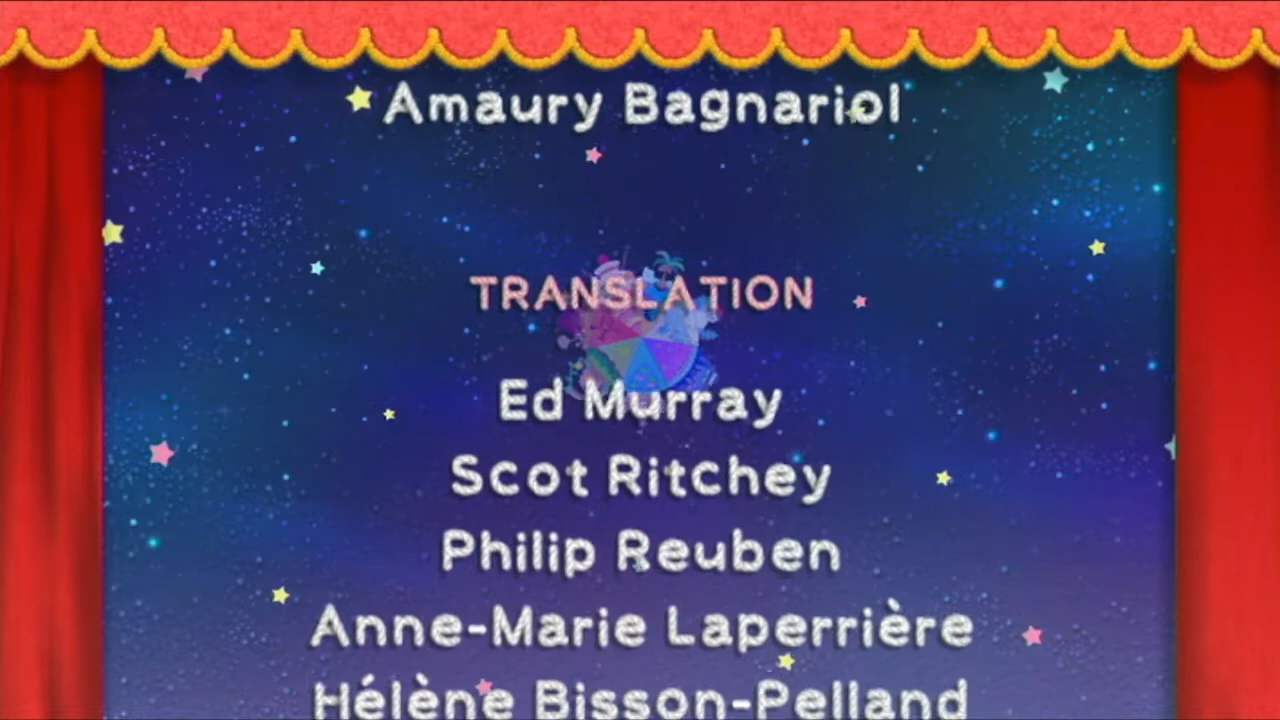 Amaury Bagnariol
TRANSLATION
Ed Murray
Scot Ritchey
Philip Reuben
Anne-Marie Laperrière
Hélène Bisson-Pelland